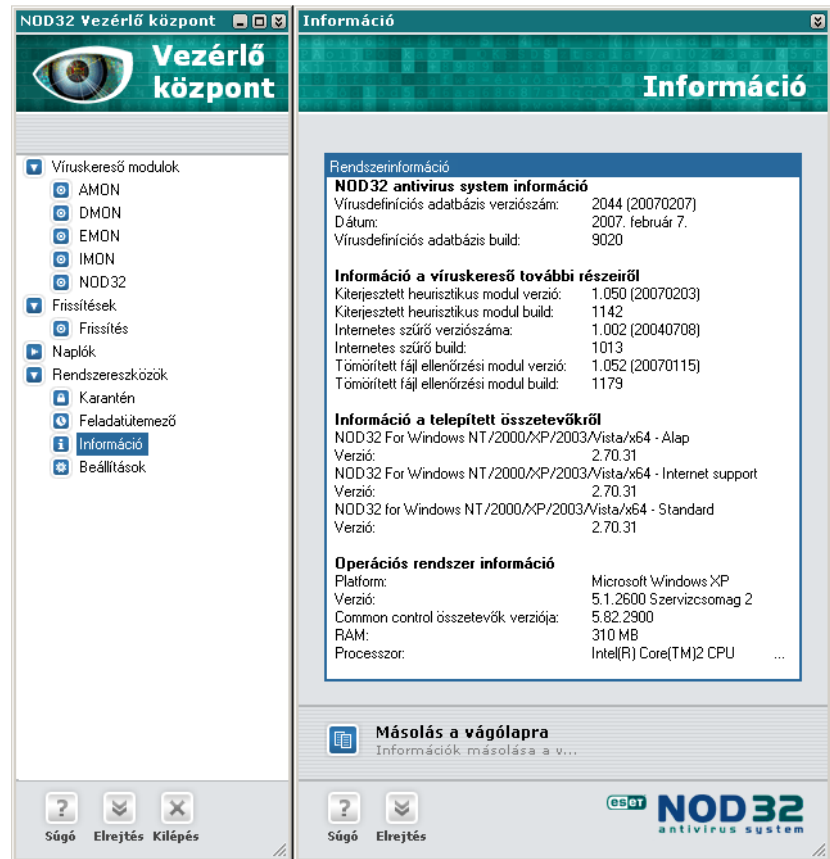 NOD32 Vezérlő központ
Vezérlő
központ
Víruskereső modulok
AMON
DMON
EMON
IMON
NOD32
Frissítések
Frissítés
Naplók
Rendszereszközök
Karantén
Feladatütemező
Információ
Beállítások
Súgó Elrejtés Kilépés
Információ
Információ
Rendszerinformáció
NOD32 antivirus system információ
Vírusdefiníciós adatbázis verziószám: 2044 (20070207)
Dátum: 2007. február 7.
Vírusdefiníciós adatbázis build: 9020
Információ a víruskereső további részeiről
Kiterjesztett heurisztikus modul verzió: 1.050 (20070203)
Kiterjesztett heurisztikus modul build: 1142
Internetes szűrő verziószáma: 1.002 (20040708)
Internetes szűrő build: 1013
Tömörített fájl ellenőrzési modul verzió: 1.052 (20070115)
Tömörített fájl ellenőrzési modul build: 1179
Információ a telepített összetevőkről
NOD32 For Windows NT/2000/XP/2003/Vista/x64 - Alap
Verzió: 2.70.31
NOD32 For Windows NT/2000/XP/2003/Vista/x64 - Internet support
Verzió: 2.70.31
NOD32 for Windows NT/2000/XP/2003/Vista/x64 - Standard
Verzió: 2.70.31
Operációs rendszer információ
Platform: Microsoft Windows XP
Verzió: 5.1.2600 Szervizcsomag 2
Common control összetevők verziója: 5.82.2900
RAM: 310 MB
Processzor: Intel(R) Core(TM)2 CPU ...
Másolás a vágólapra
Információk másolása a v...
Súgó Elrejtés
eset NOD32
antivirus system